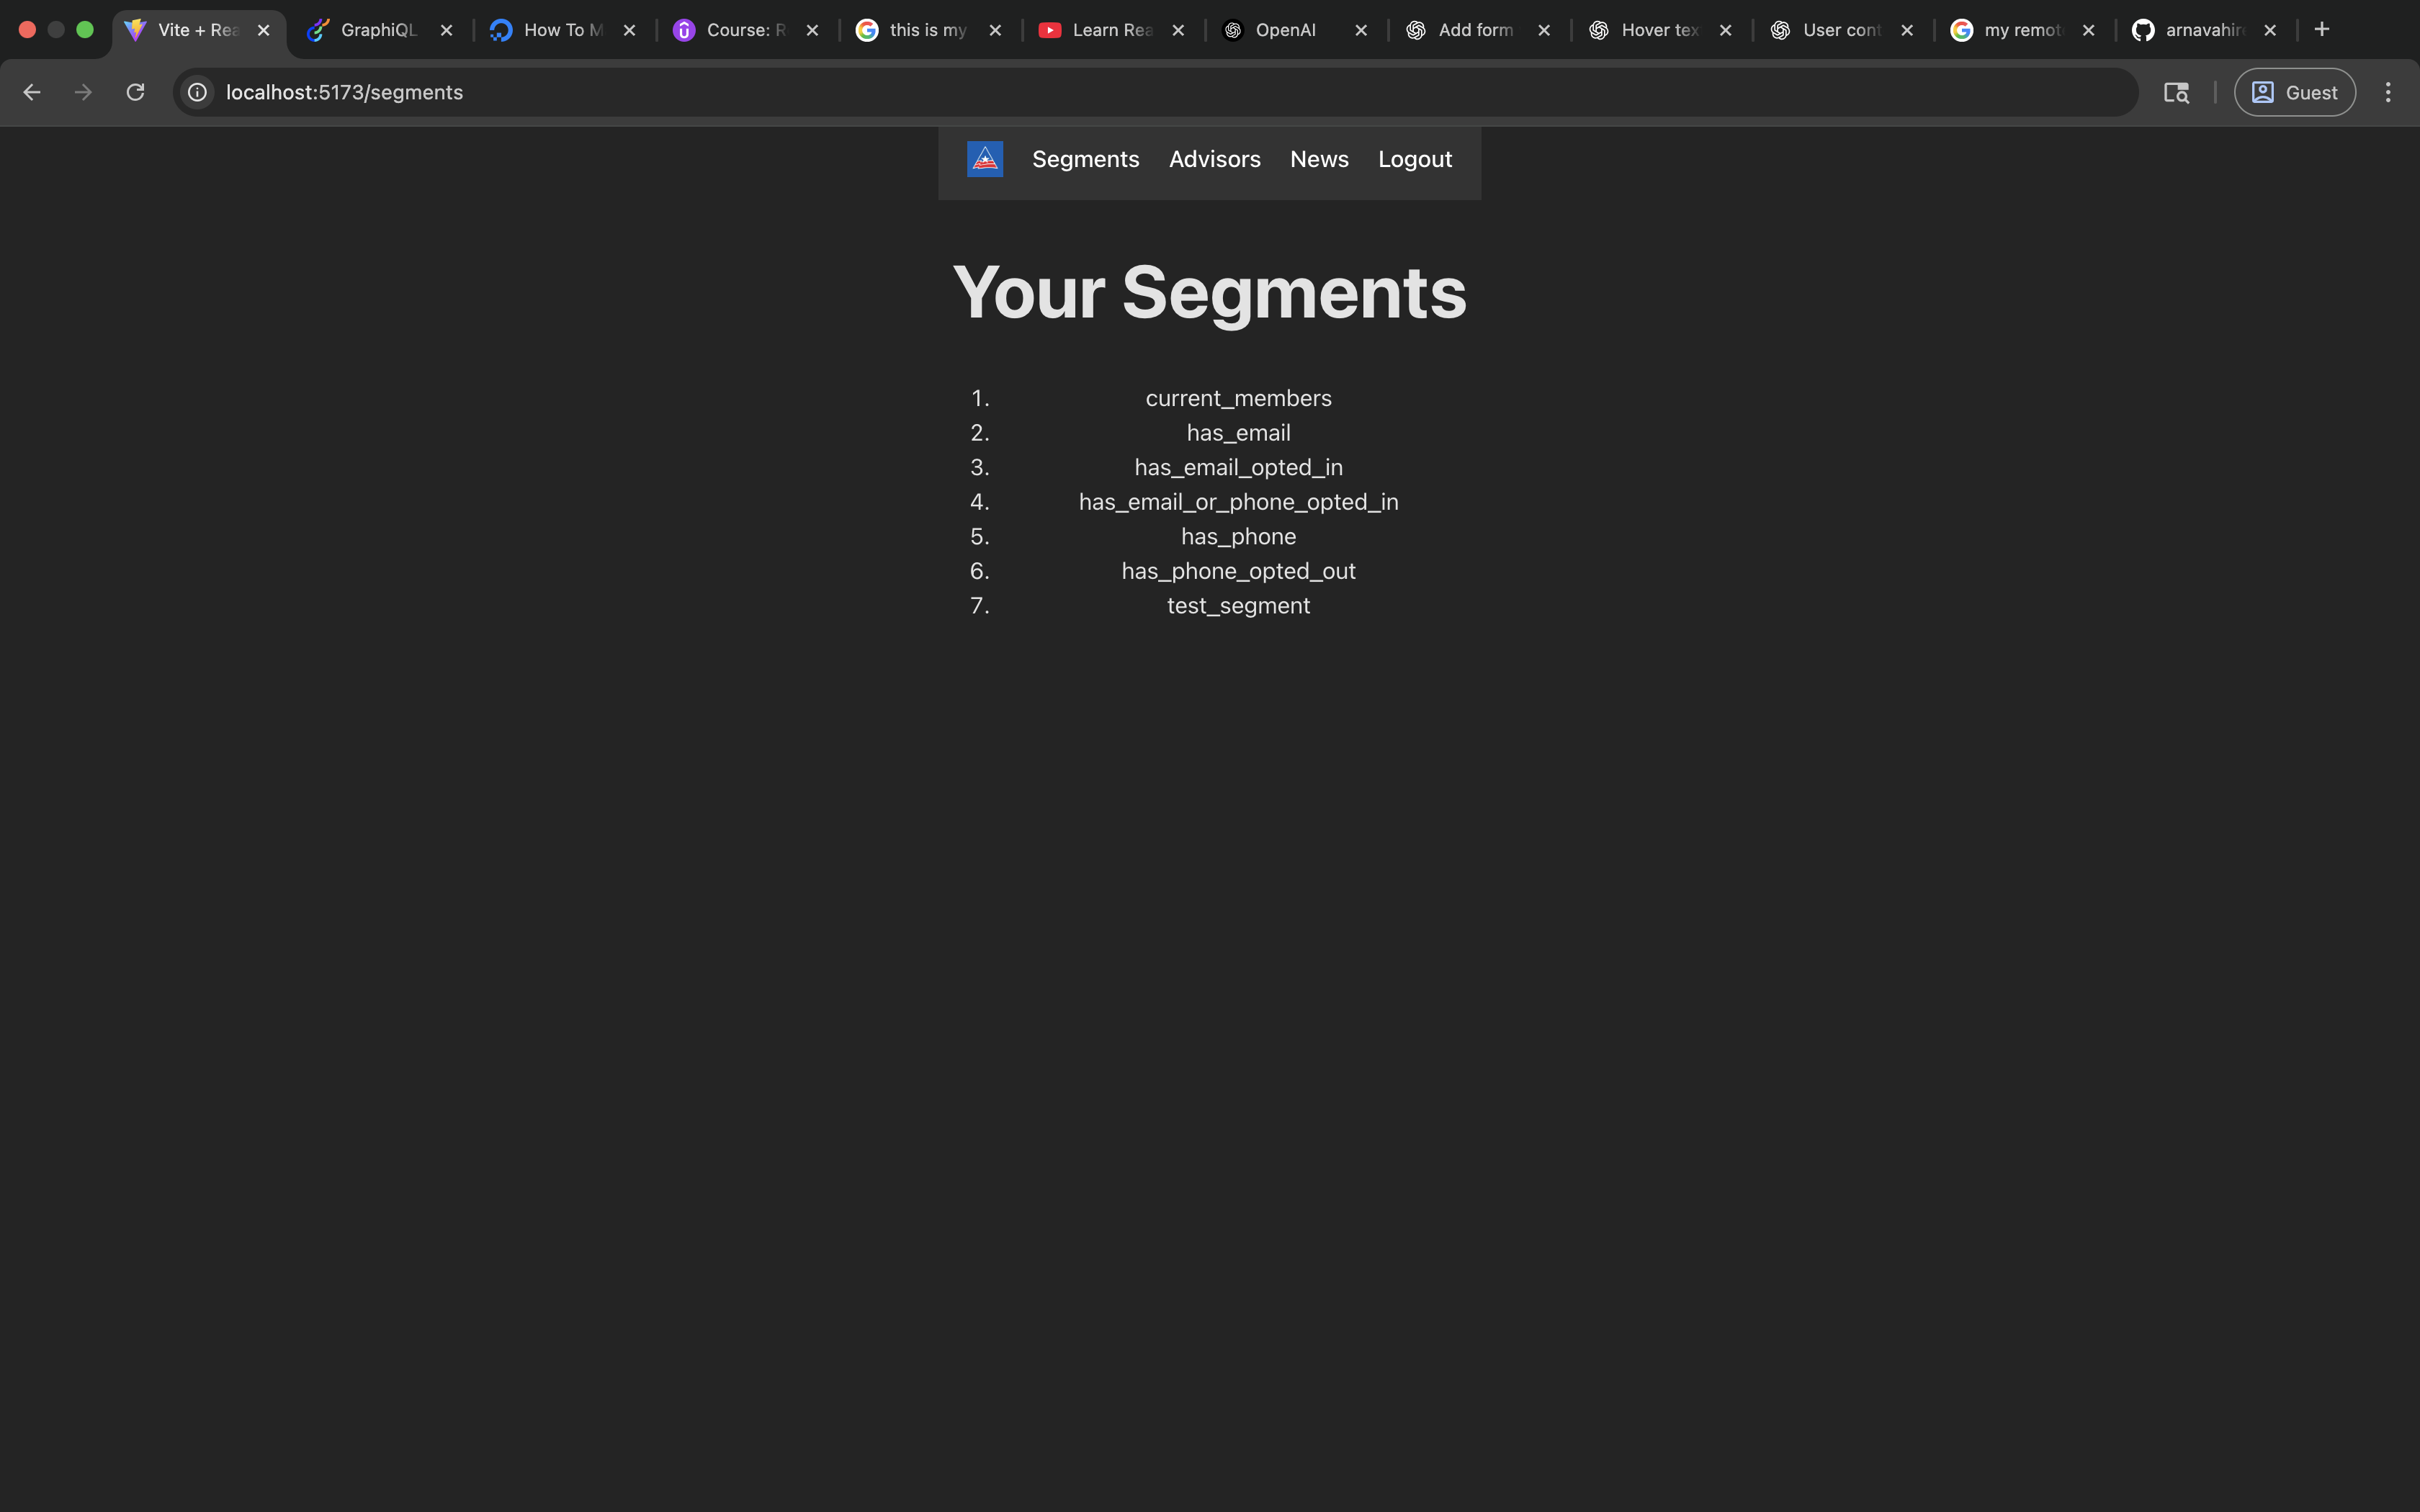 Vite + Rea
GraphiQL
How To M
Course: R
this is my
Learn Rea
OpenAI
Add form
Hover tex
User cont
my remot
arnavahir
localhost:5173/segments
Guest
Segments Advisors News Logout
Your Segments
1. current_members
2. has_email
3. has_email_opted_in
4. has_email_or_phone_opted_in
5. has_phone
6. has_phone_opted_out
7. test_segment